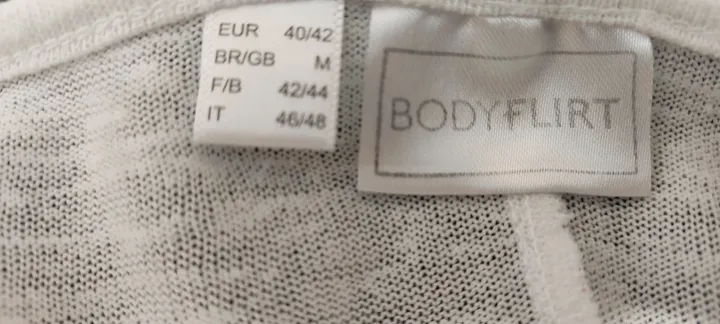 EUR 40/42
BR/GB M
F/B 42/44
IT 46/48
BODYFLIRT